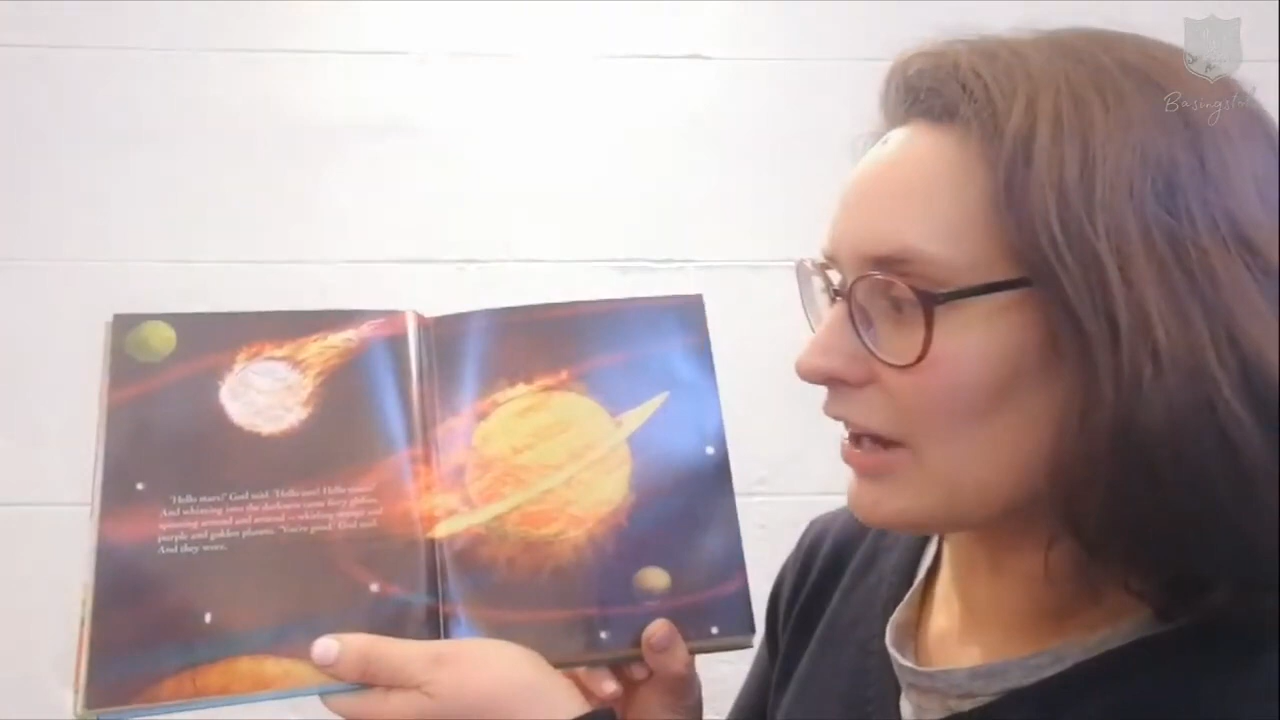 "Hello stars!" God said. "Hello sun! Hello moon!"
And whizzing into the darkness came fiery globes,
spinning around and around — whirling orange and
purple and golden planets. "You're good," God said.
And they were.